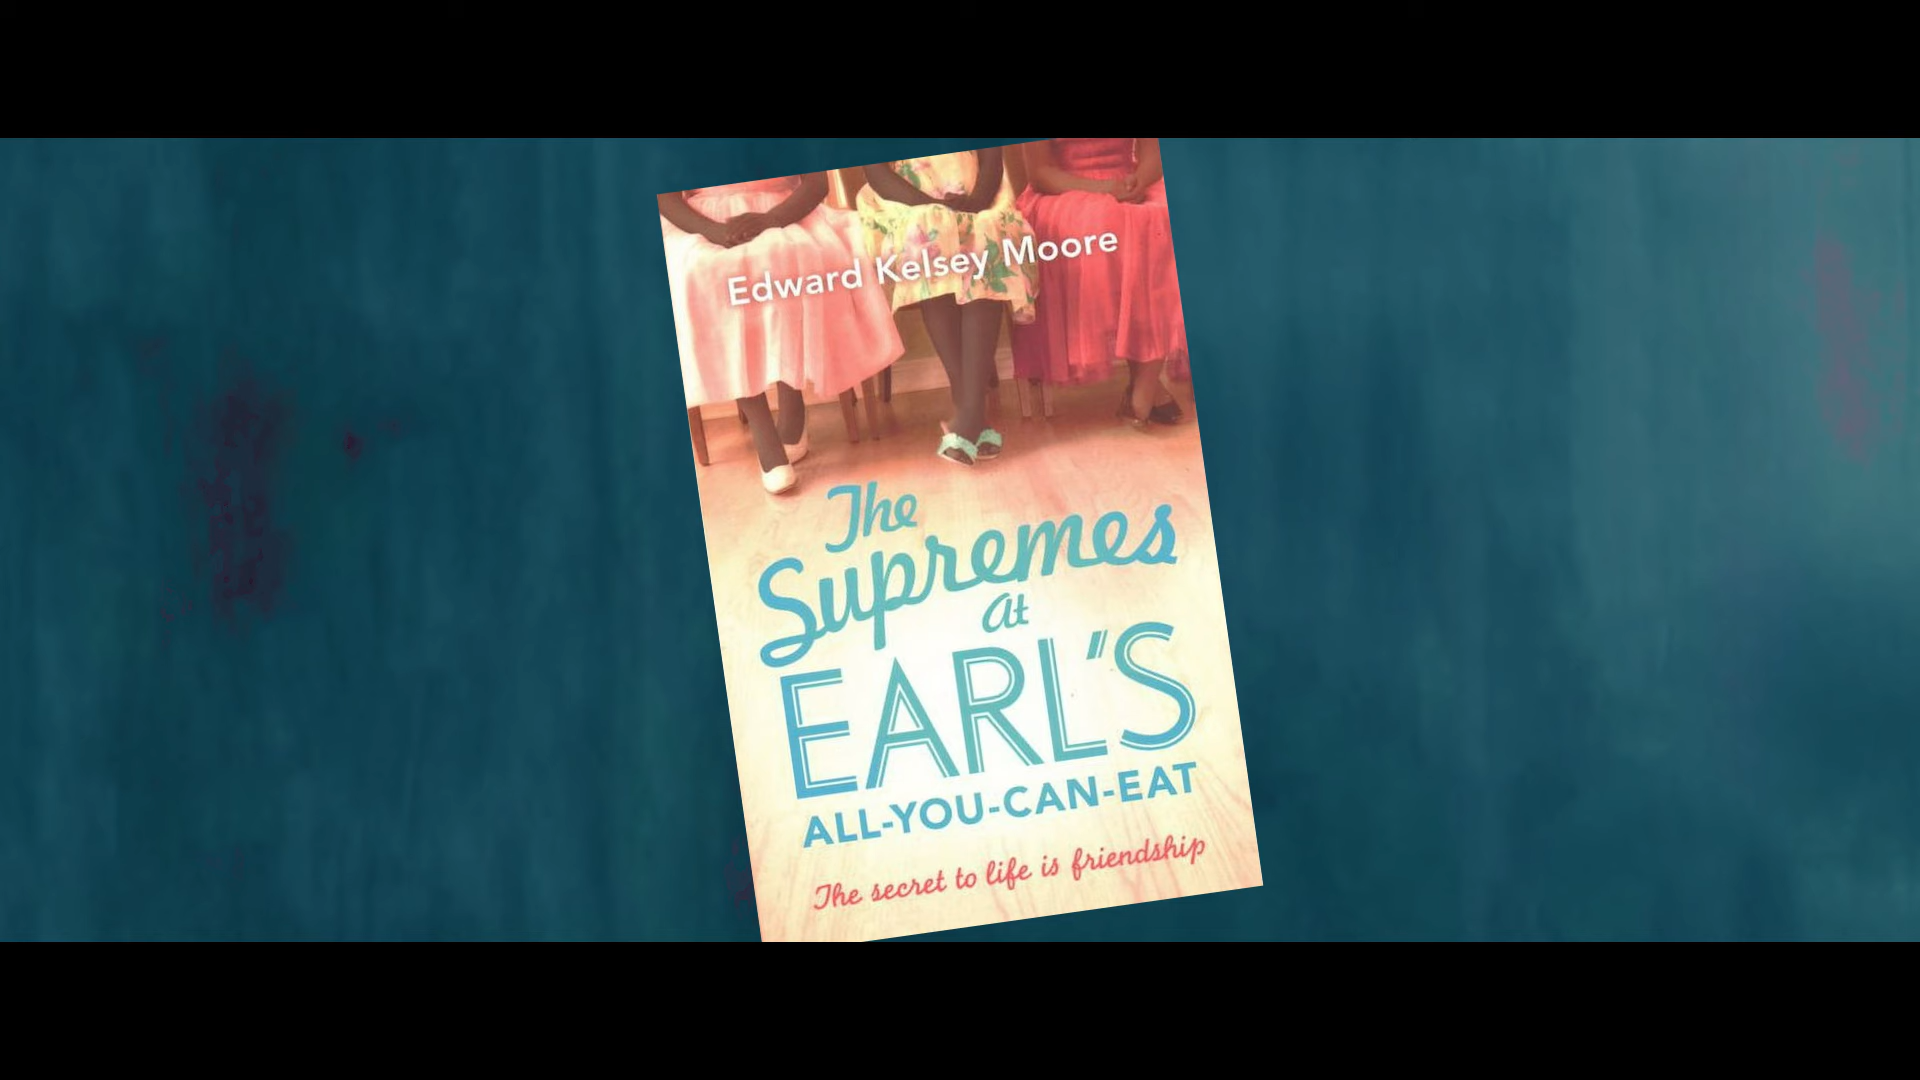 Edward Kelsey Moore
The
Supremes
At
EARL'S
ALL-YOU-CAN-EAT
The secret to life is friendship